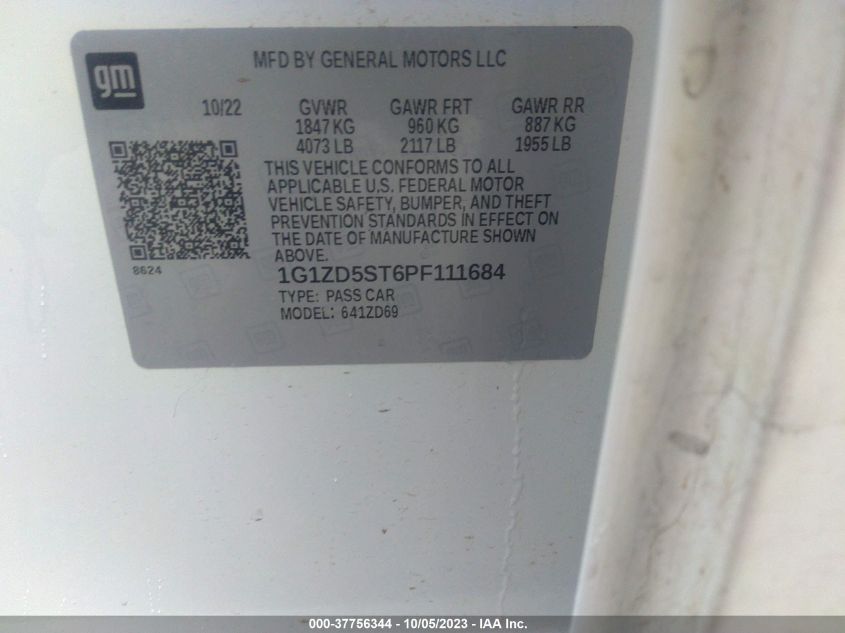 gm
MFD BY GENERAL MOTORS LLC
10/22 GVWR GAWR FRT GAWR RR
1847 KG 960 KG 887 KG
4073 LB 2117 LB 1955 LB
THIS VEHICLE CONFORMS TO ALL
APPLICABLE U.S. FEDERAL MOTOR
VEHICLE SAFETY, BUMPER, AND THEFT
PREVENTION STANDARDS IN EFFECT ON
THE DATE OF MANUFACTURE SHOWN
ABOVE.
8624
1G1ZD5ST6PF111684
TYPE: PASS CAR
MODEL: 641ZD69
000-37756344 - 10/05/2023 - IAA Inc.